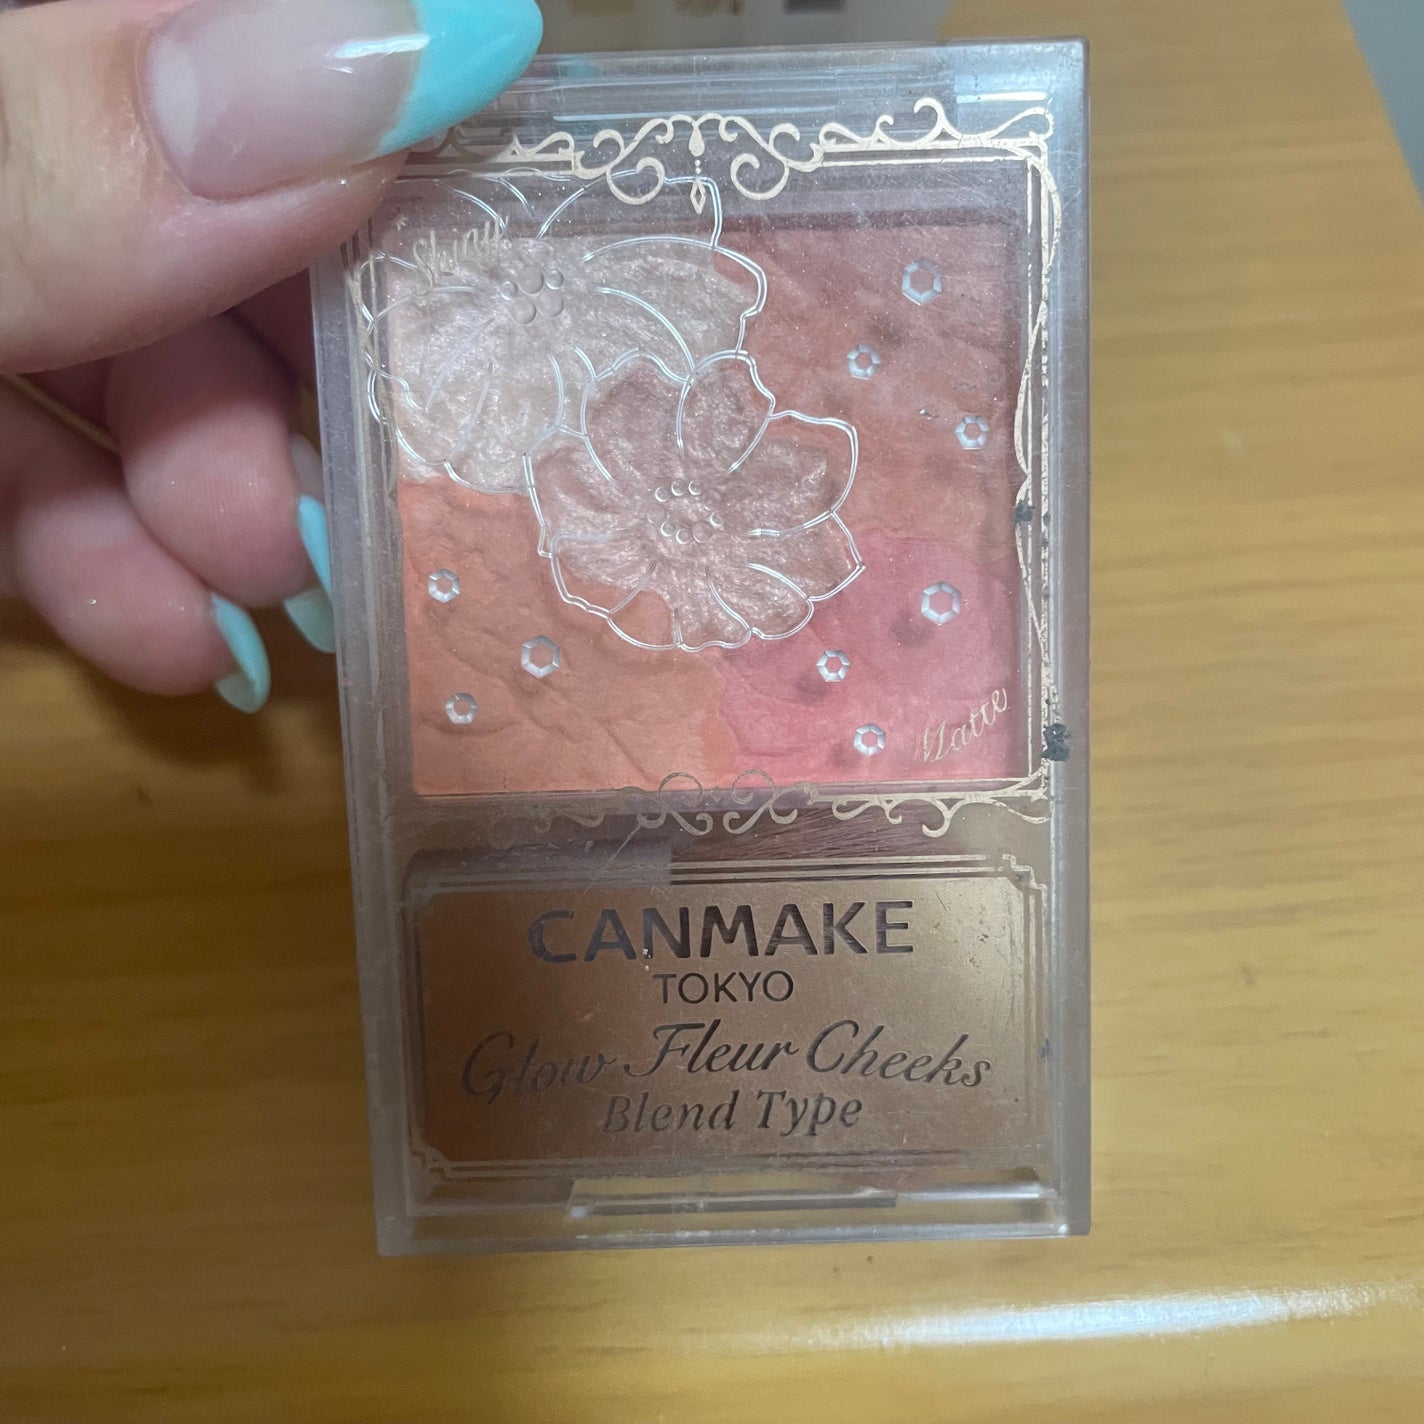 Shiny
Matte
CANMAKE
TOKYO
Glow Fleur Cheeks
Blend Type